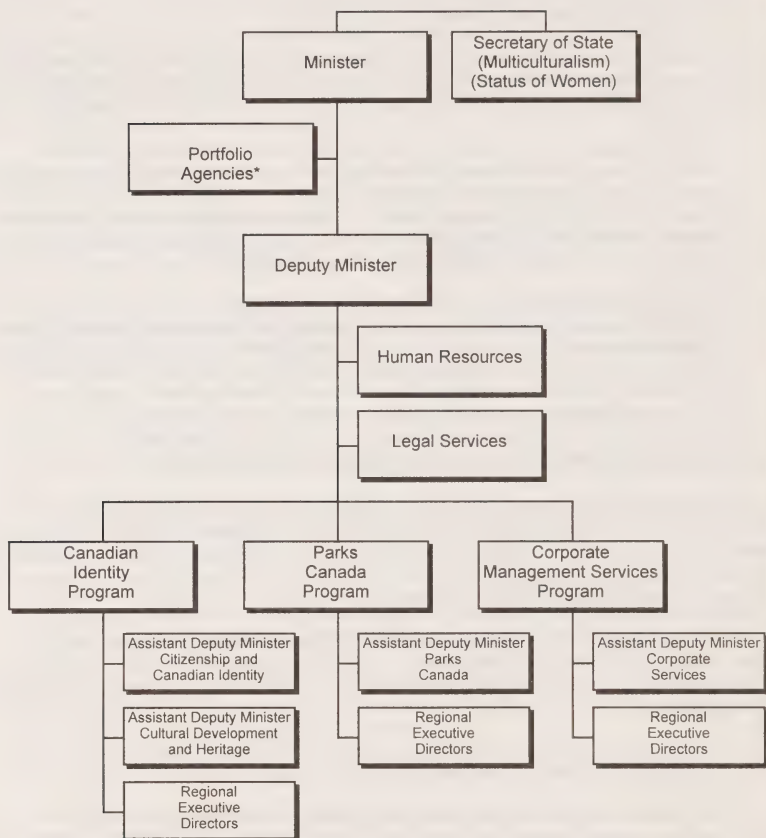 Minister
Secretary of State
(Multiculturalism)
(Status of Women)
Portfolio
Agencies*
Deputy Minister
Human Resources
Legal Services
Canadian
Identity
Program
Assistant Deputy Minister
Citizenship and
Canadian Identity
Assistant Deputy Minister
Cultural Development
and Heritage
Regional
Executive
Directors
Parks
Canada
Program
Assistant Deputy Minister
Parks
Canada
Regional
Executive
Directors
Corporate
Management Services
Program
Assistant Deputy Minister
Corporate
Services
Regional
Executive
Directors